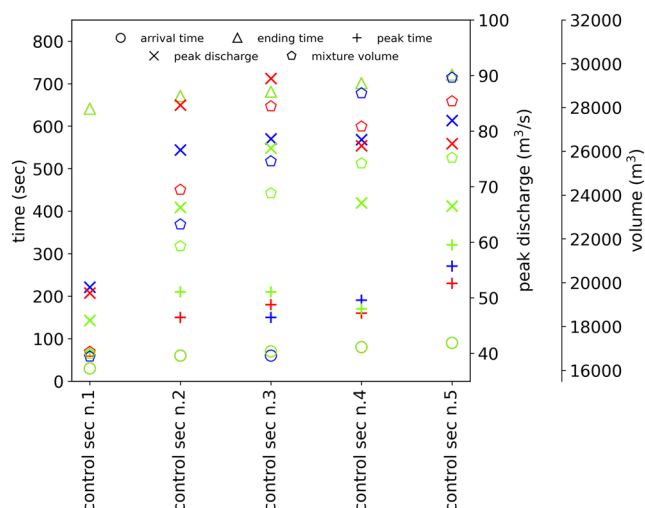 arrival time
ending time
peak time
peak discharge
mixture volume
time (sec)
0
100
200
300
400
500
600
700
800
peak discharge (m³/s)
40
50
60
70
80
90
100
volume (m³)
16000
18000
20000
22000
24000
26000
28000
30000
32000
control sec n.1
control sec n.2
control sec n.3
control sec n.4
control sec n.5